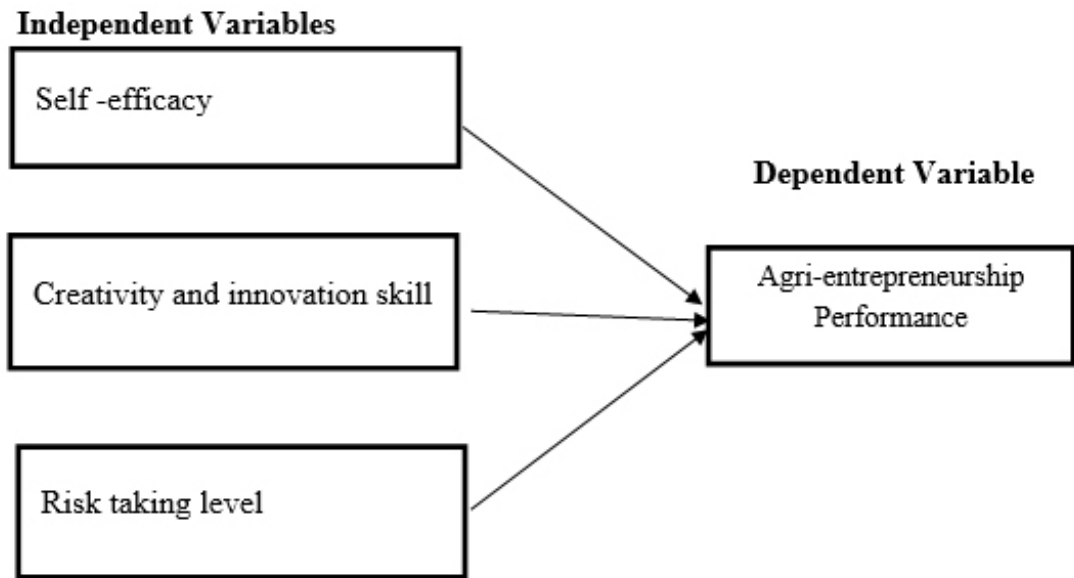 Independent Variables
Self -efficacy
Dependent Variable
Creativity and innovation skill
Agri-entrepreneurship
Performance
Risk taking level